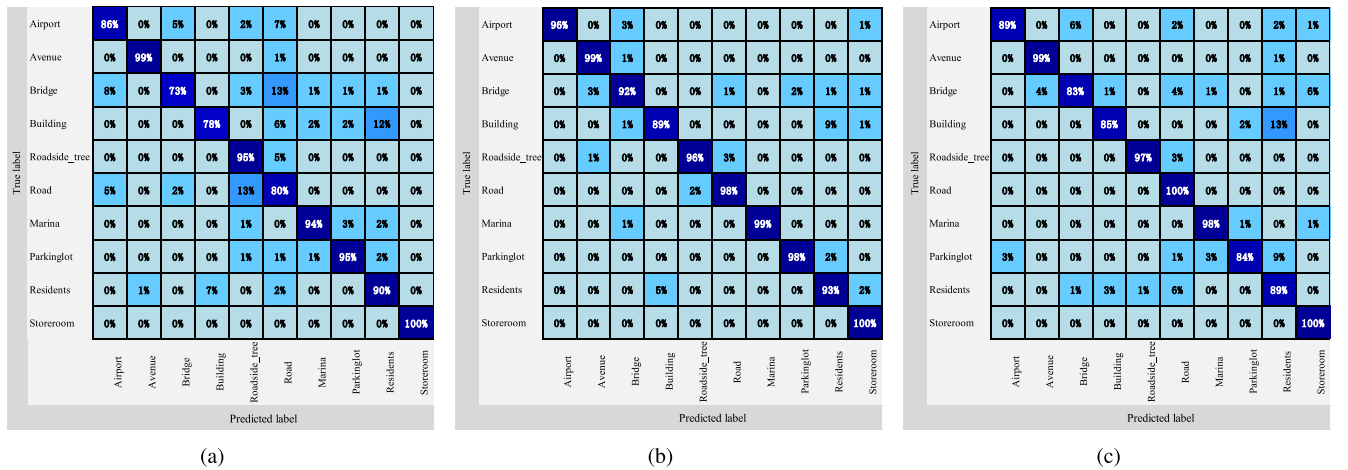 Airport 86% 0% 5% 0% 2% 7% 0% 0% 0% 0%
Avenue 0% 99% 0% 0% 0% 1% 0% 0% 0% 0%
Bridge 8% 0% 73% 0% 3% 13% 1% 1% 1% 0%
Building 0% 0% 0% 78% 0% 6% 2% 2% 12% 0%
Roadside_tree 0% 0% 0% 0% 95% 5% 0% 0% 0% 0%
Road 5% 0% 2% 0% 13% 80% 0% 0% 0% 0%
Marina 0% 0% 0% 0% 1% 0% 94% 3% 2% 0%
Parkinglot 0% 0% 0% 0% 1% 1% 1% 95% 2% 0%
Residents 0% 1% 0% 7% 0% 2% 0% 0% 90% 0%
Storeroom 0% 0% 0% 0% 0% 0% 0% 0% 0% 100%
True label
Airport Avenue Bridge Building Roadside_tree Road Marina Parkinglot Residents Storeroom
Predicted label
(a)
Airport 96% 0% 3% 0% 0% 0% 0% 0% 0% 1%
Avenue 0% 99% 1% 0% 0% 0% 0% 0% 0% 0%
Bridge 0% 3% 92% 0% 0% 1% 0% 2% 1% 1%
Building 0% 0% 1% 89% 0% 0% 0% 0% 9% 1%
Roadside_tree 0% 1% 0% 0% 96% 3% 0% 0% 0% 0%
Road 0% 0% 0% 0% 2% 98% 0% 0% 0% 0%
Marina 0% 0% 1% 0% 0% 0% 99% 0% 0% 0%
Parkinglot 0% 0% 0% 0% 0% 0% 0% 98% 2% 0%
Residents 0% 0% 0% 5% 0% 0% 0% 0% 93% 2%
Storeroom 0% 0% 0% 0% 0% 0% 0% 0% 0% 100%
True label
Airport Avenue Bridge Building Roadside_tree Road Marina Parkinglot Residents Storeroom
Predicted label
(b)
Airport 89% 0% 6% 0% 0% 2% 0% 0% 2% 1%
Avenue 0% 99% 0% 0% 0% 0% 0% 0% 1% 0%
Bridge 0% 4% 83% 1% 0% 4% 1% 0% 1% 6%
Building 0% 0% 0% 85% 0% 0% 0% 2% 13% 0%
Roadside_tree 0% 0% 0% 0% 97% 3% 0% 0% 0% 0%
Road 0% 0% 0% 0% 0% 100% 0% 0% 0% 0%
Marina 0% 0% 0% 0% 0% 0% 98% 1% 0% 1%
Parkinglot 3% 0% 0% 0% 0% 1% 3% 84% 9% 0%
Residents 0% 0% 1% 3% 1% 6% 0% 0% 89% 0%
Storeroom 0% 0% 0% 0% 0% 0% 0% 0% 0% 100%
True label
Airport Avenue Bridge Building Roadside_tree Road Marina Parkinglot Residents Storeroom
Predicted label
(c)